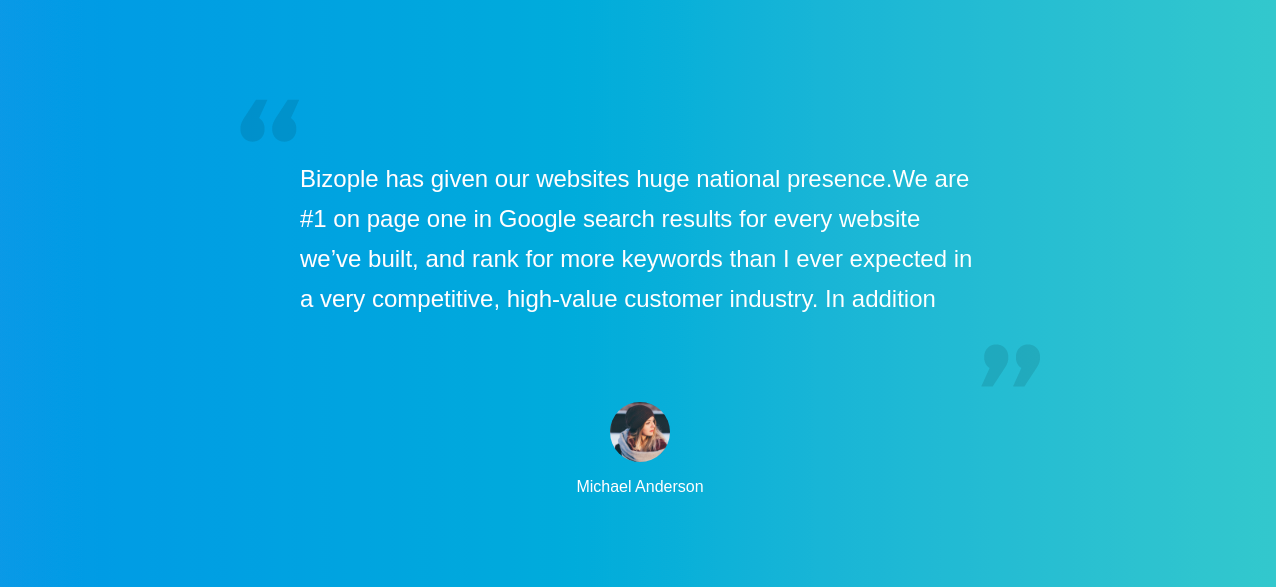 “
Bizople has given our websites huge national presence.We are
#1 on page one in Google search results for every website
we’ve built, and rank for more keywords than I ever expected in
a very competitive, high-value customer industry. In addition
”
Michael Anderson